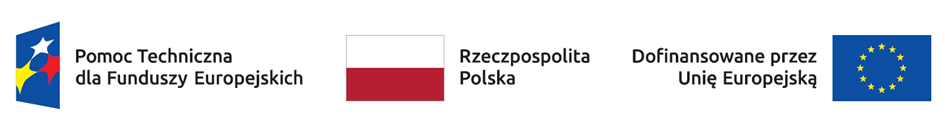 Pomoc Techniczna
dla Funduszy Europejskich
Rzeczpospolita
Polska
Dofinansowane przez
Unię Europejską